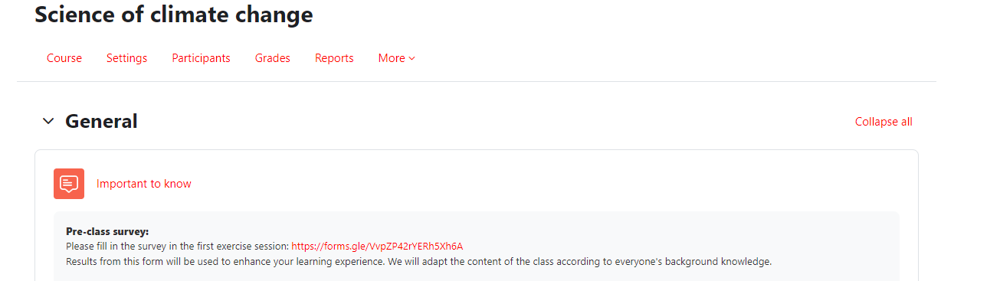 Science of climate change
Course Settings Participants Grades Reports More
General
Collapse all
Important to know
Pre-class survey:
Please fill in the survey in the first exercise session: https://forms.gle/VvpZP42rYERh5Xh6A
Results from this form will be used to enhance your learning experience. We will adapt the content of the class according to everyone's background knowledge.